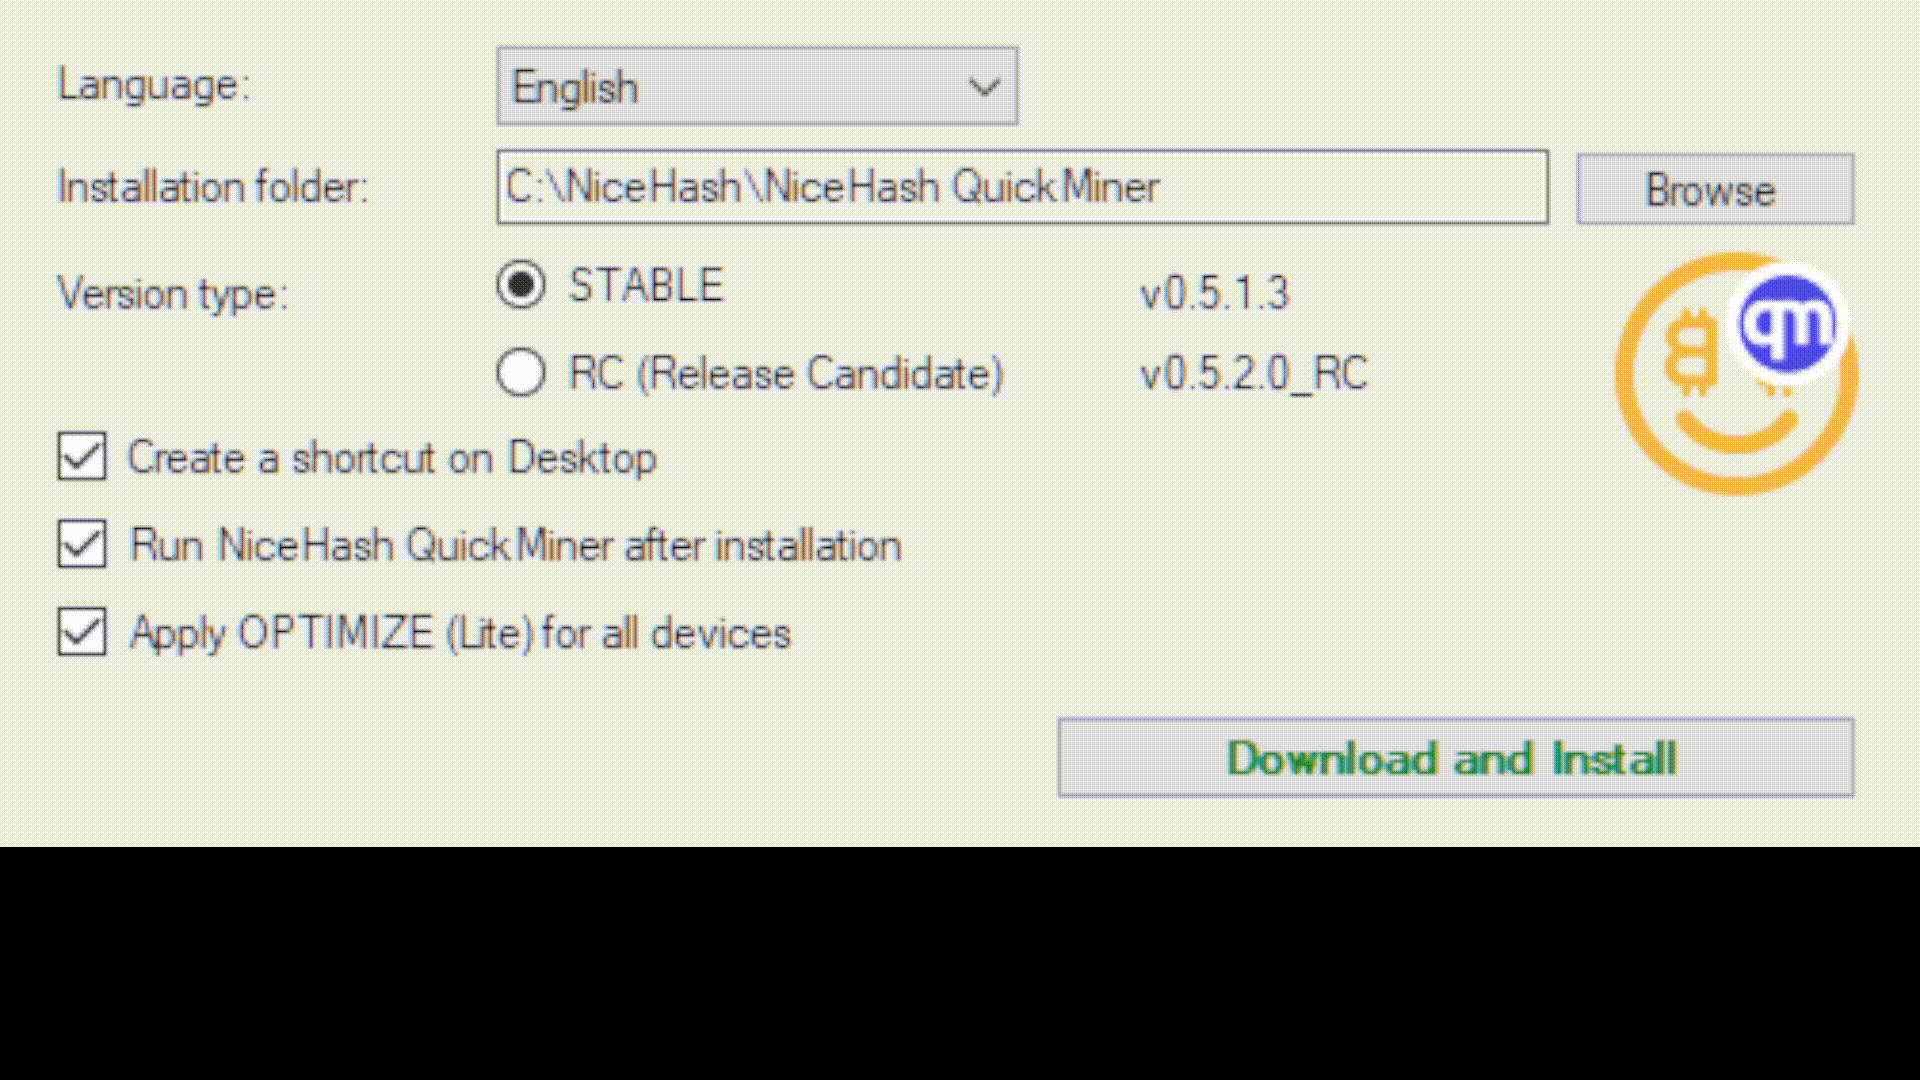 Language: English
Installation folder: C:\NiceHash\NiceHash QuickMiner Browse
Version type: STABLE v0.5.1.3
RC (Release Candidate) v0.5.2.0_RC
qm
Create a shortcut on Desktop
Run NiceHash QuickMiner after installation
Apply OPTIMIZE (Lite) for all devices
Download and Install